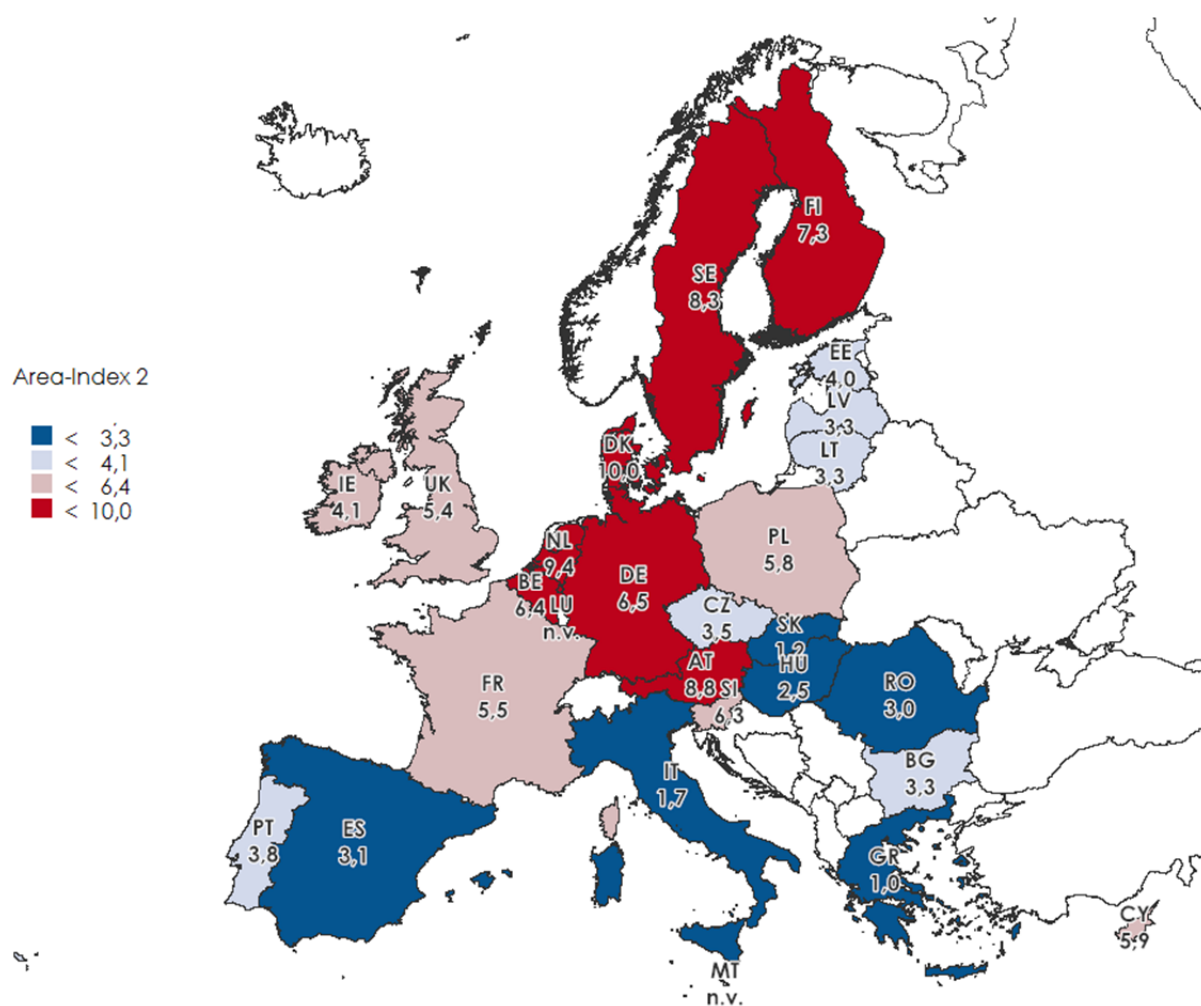 FI
7,3
SE
8,3
EE
4,0
LV
3,3
LT
3,3
Area-Index 2
< 3,3
< 4,1
< 6,4
< 10,0
DK
10,0
IE
4,1
UK
5,4
NL
9,4
BE
6,4
LU
n.v.
DE
6,5
PL
5,8
CZ
3,5
SK
1,2
HU
2,5
AT
8,8
SI
6,3
FR
5,5
RO
3,0
BG
3,3
IT
1,7
PT
3,8
ES
3,1
GR
1,0
CY
5,9
MT
n.v.